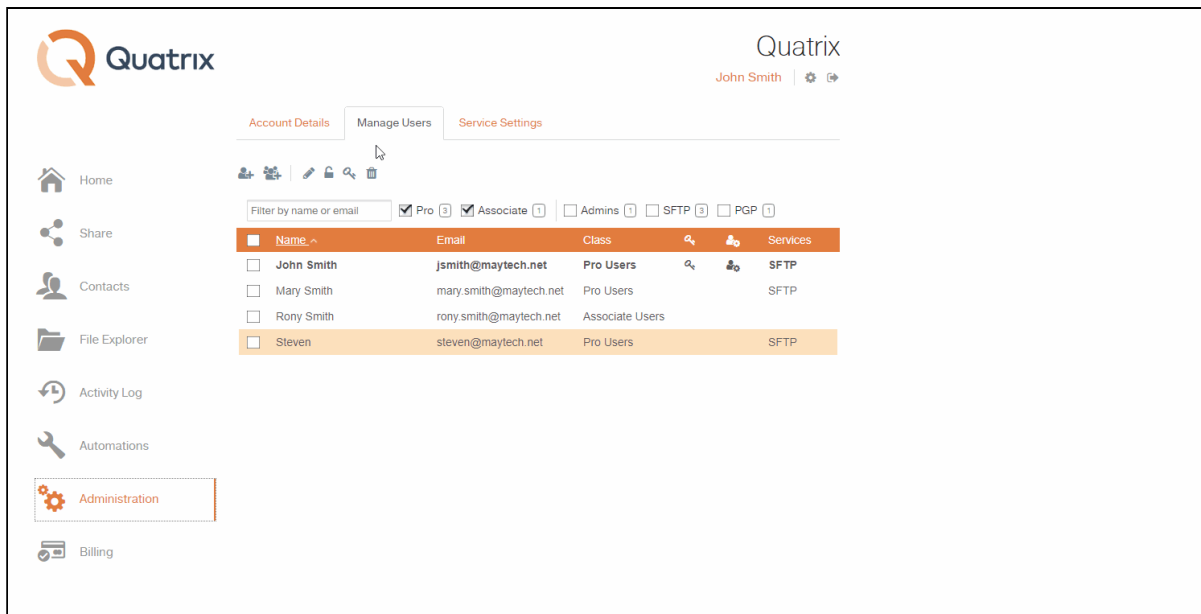 Quatrix
Quatrix
John Smith
Account Details Manage Users Service Settings
Home
Share
Contacts
File Explorer
Activity Log
Automations
Administration
Billing
Filter by name or email Pro 3 Associate 1 Admins 1 SFTP 3 PGP 1
Name Email Class Services
John Smith jsmith@maytech.net Pro Users SFTP
Mary Smith mary.smith@maytech.net Pro Users SFTP
Rony Smith rony.smith@maytech.net Associate Users
Steven steven@maytech.net Pro Users SFTP